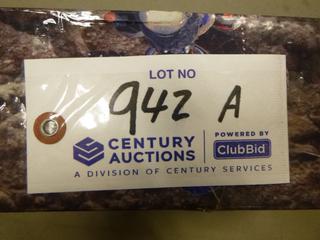 LOT NO
942 A
CENTURY
AUCTIONS
POWERED BY
ClubBid
A DIVISION OF CENTURY SERVICES